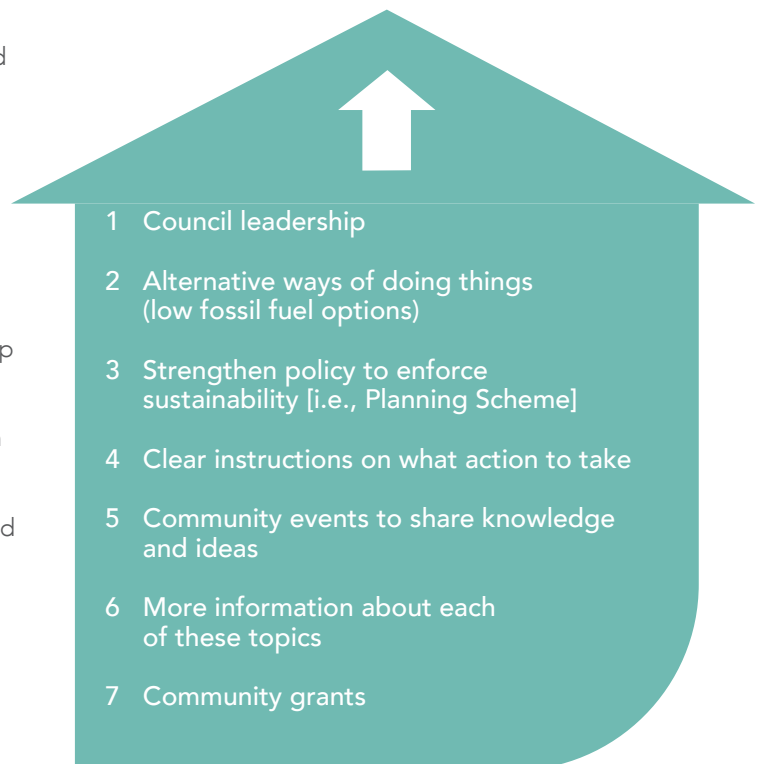 1 Council leadership
2 Alternative ways of doing things
(low fossil fuel options)
3 Strengthen policy to enforce
sustainability [i.e., Planning Scheme]
4 Clear instructions on what action to take
5 Community events to share knowledge
and ideas
6 More information about each
of these topics
7 Community grants